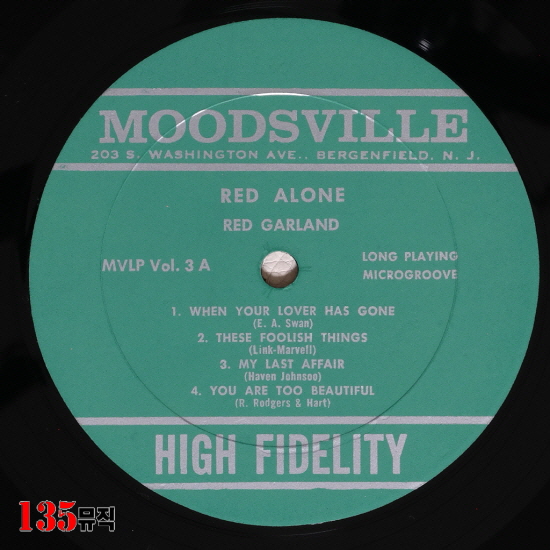 MOODSVILLE
203 S. WASHINGTON AVE., BERGENFIELD, N. J.
RED ALONE
RED GARLAND
MVLP Vol. 3 A
LONG PLAYING
MICROGROOVE
1. WHEN YOUR LOVER HAS GONE
(E. A. Swan)
2. THESE FOOLISH THINGS
(Link-Marvell)
3. MY LAST AFFAIR
(Haven Johnson)
4. YOU ARE TOO BEAUTIFUL
(R. Rodgers & Hart)
HIGH FIDELITY
135뮤직